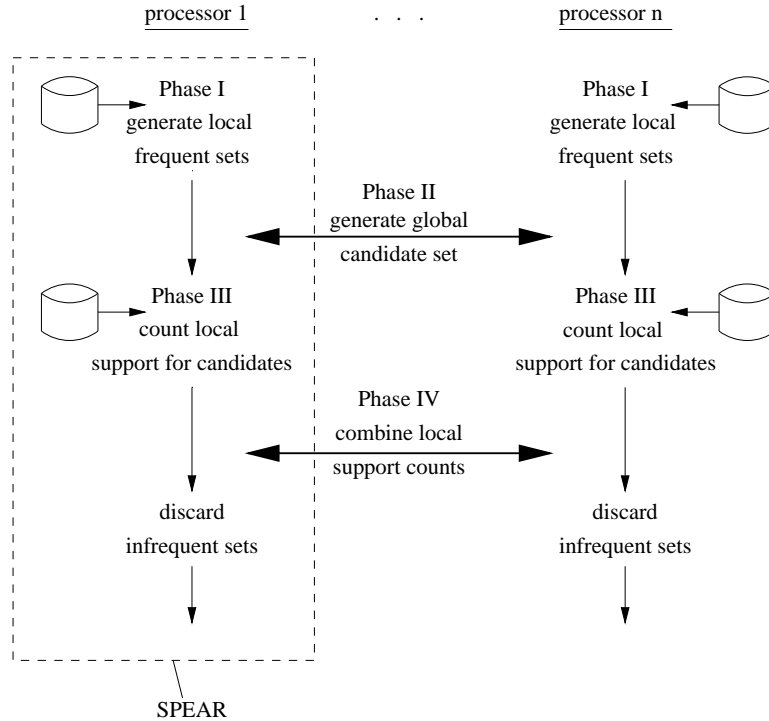 processor 1
. . .
processor n
Phase I
generate local
frequent sets
Phase I
generate local
frequent sets
Phase II
generate global
candidate set
Phase III
count local
support for candidates
Phase III
count local
support for candidates
Phase IV
combine local
support counts
discard
infrequent sets
discard
infrequent sets
SPEAR